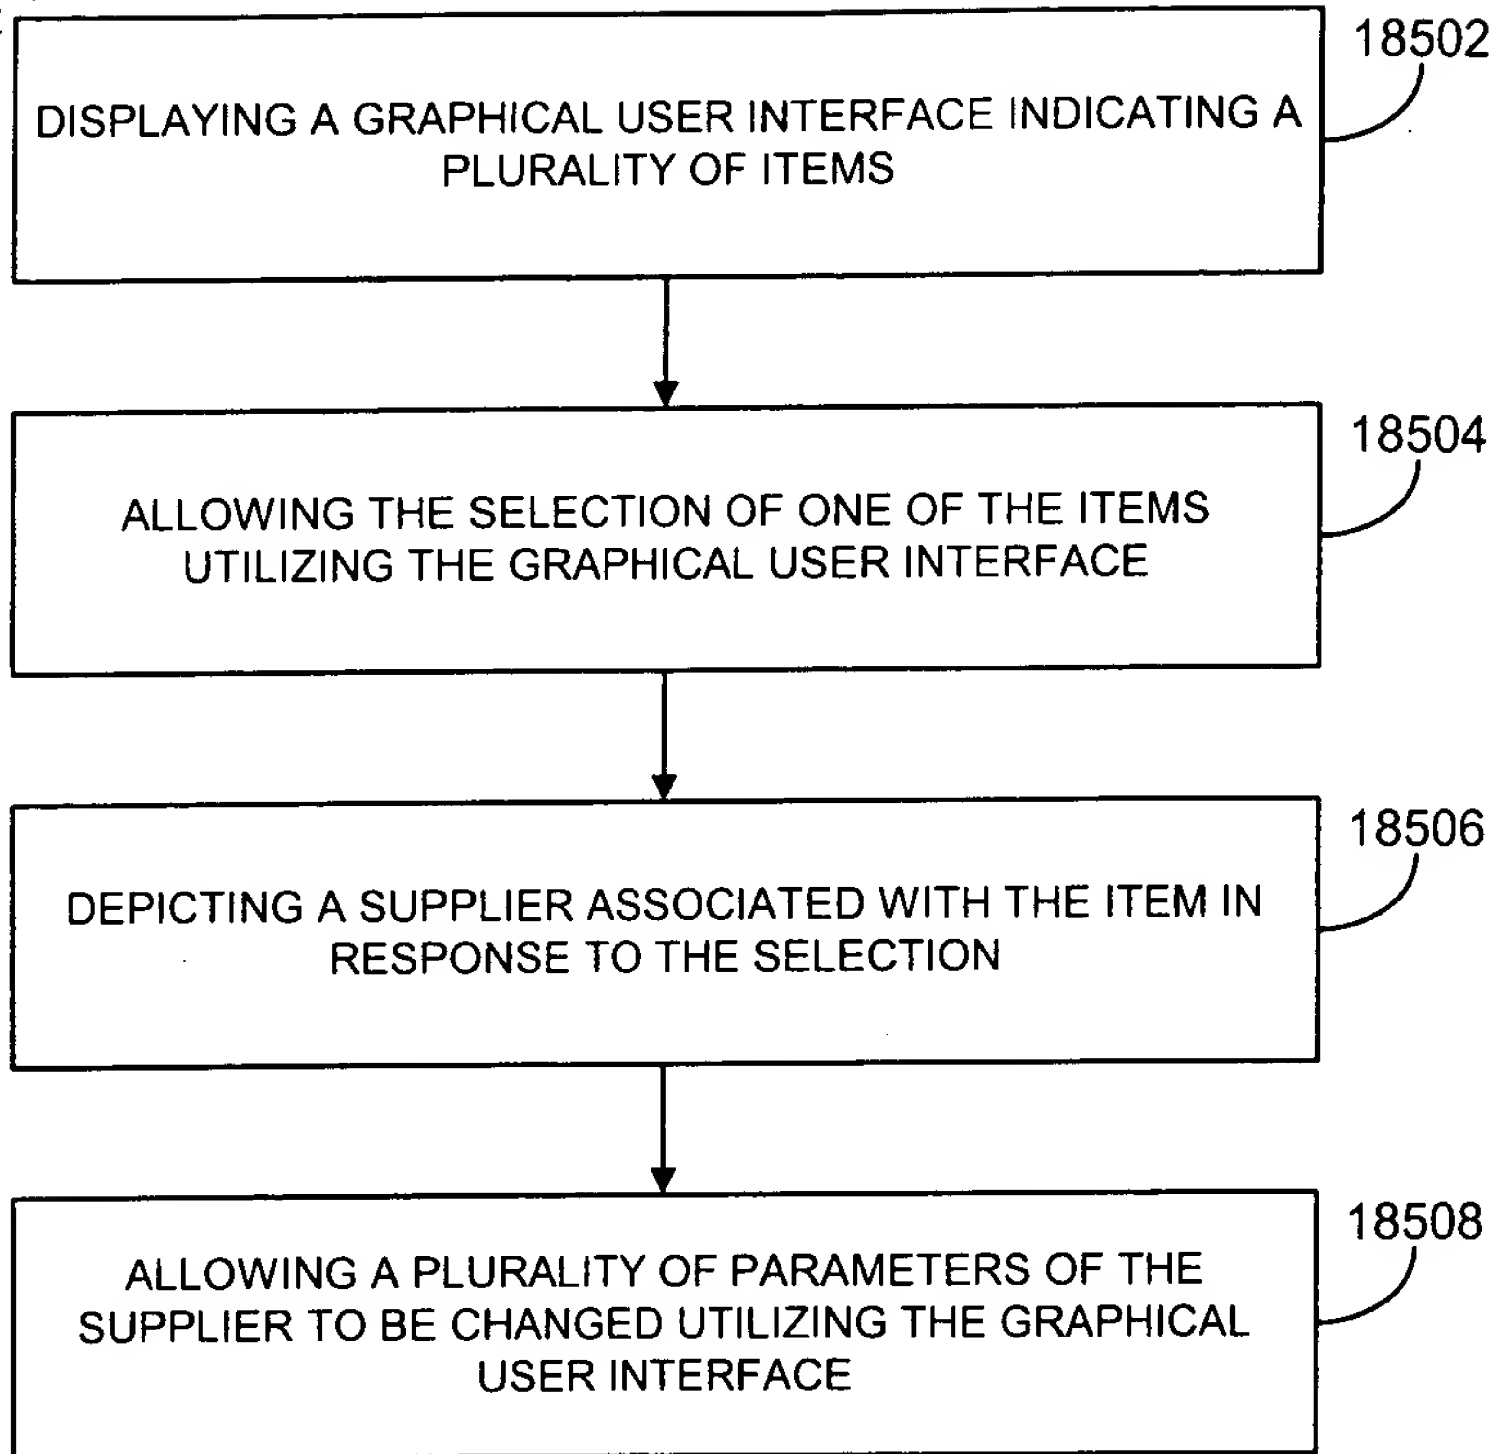 18502
DISPLAYING A GRAPHICAL USER INTERFACE INDICATING A
PLURALITY OF ITEMS
18504
ALLOWING THE SELECTION OF ONE OF THE ITEMS
UTILIZING THE GRAPHICAL USER INTERFACE
18506
DEPICTING A SUPPLIER ASSOCIATED WITH THE ITEM IN
RESPONSE TO THE SELECTION
18508
ALLOWING A PLURALITY OF PARAMETERS OF THE
SUPPLIER TO BE CHANGED UTILIZING THE GRAPHICAL
USER INTERFACE